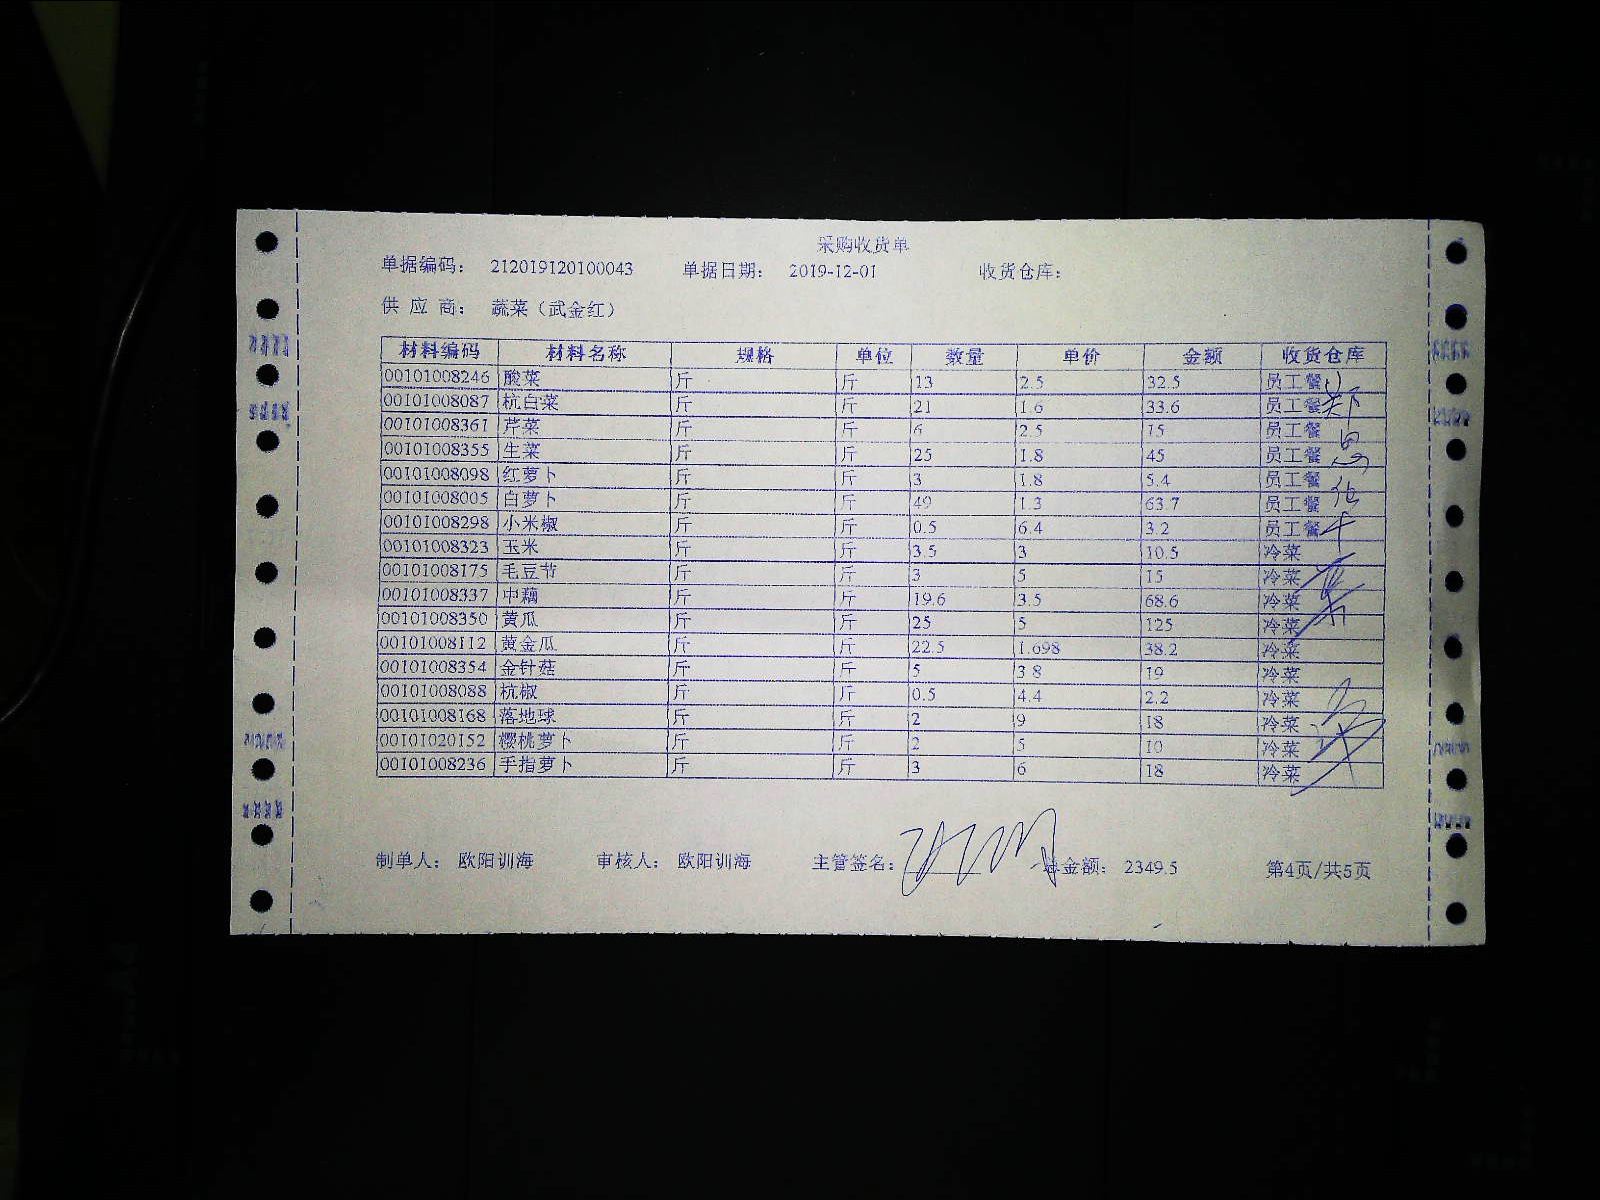 采购收货单
单据编码: 212019120100043 单据日期: 2019-12-01 收货仓库:
供 应 商: 蔬菜（武金红）
材料编码 材料名称 规格 单位 数量 单价 金额 收货仓库
00101008246 酸菜 斤 斤 13 2.5 32.5 员工餐
00101008087 杭白菜 斤 斤 21 1.6 33.6 员工餐
00101008361 芹菜 斤 斤 6 2.5 15 员工餐
00101008355 生菜 斤 斤 25 1.8 45 员工餐
00101008098 红萝卜 斤 斤 3 1.8 5.4 员工餐
00101008005 白萝卜 斤 斤 49 1.3 63.7 员工餐
00101008298 小米椒 斤 斤 0.5 6.4 3.2 员工餐
00101008323 玉米 斤 斤 3.5 3 10.5 冷菜
00101008175 毛豆节 斤 斤 3 5 15 冷菜
00101008337 中藕 斤 斤 19.6 3.5 68.6 冷菜
00101008350 黄瓜 斤 斤 25 5 125 冷菜
00101008112 黄金瓜 斤 斤 22.5 1.698 38.2 冷菜
00101008354 金针菇 斤 斤 5 3.8 19 冷菜
00101008088 杭椒 斤 斤 0.5 4.4 2.2 冷菜
00101008168 落地球 斤 斤 2 9 18 冷菜
00101020152 樱桃萝卜 斤 斤 2 5 10 冷菜
00101008236 手指萝卜 斤 斤 3 6 18 冷菜
制单人: 欧阳训海 审核人: 欧阳训海 主管签名: 总金额: 2349.5 第4页/共5页